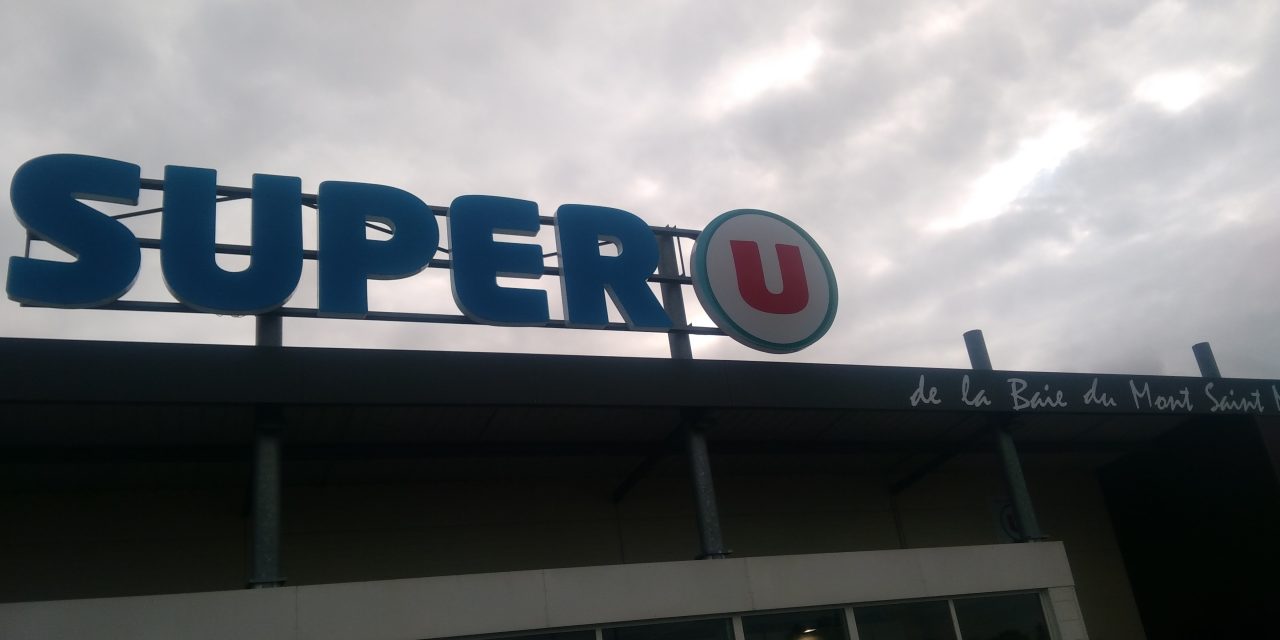 SUPER U
de la Baie du Mont Saint